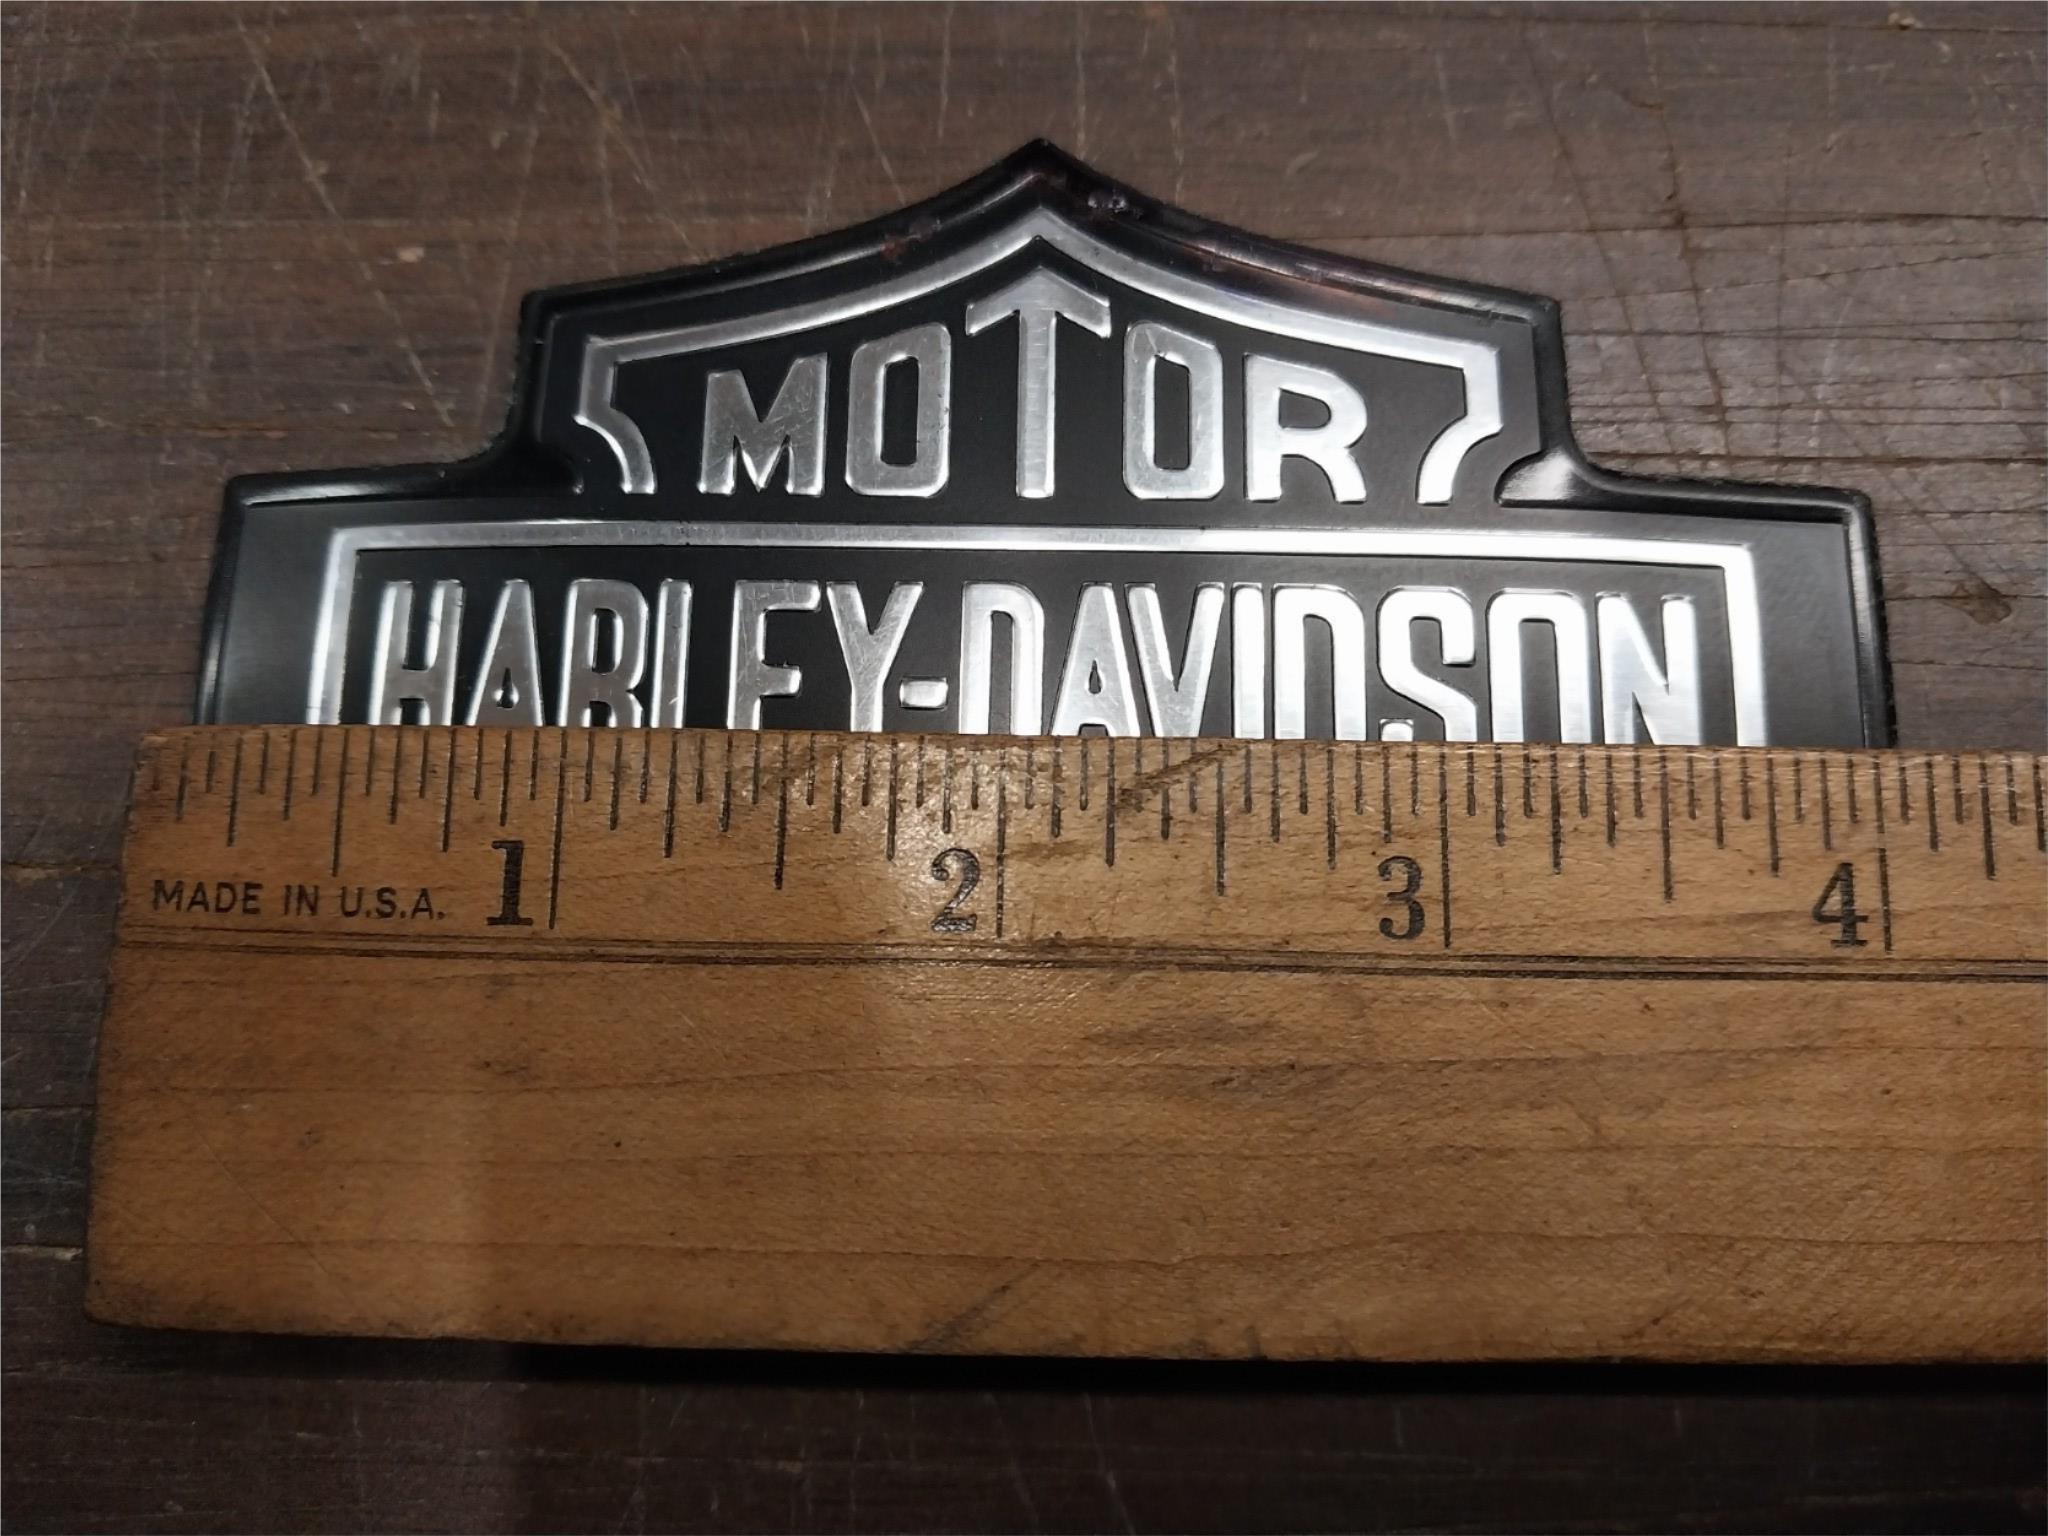 MOTOR
HARLEY-DAVIDSON
1 2 3 4
MADE IN U.S.A.